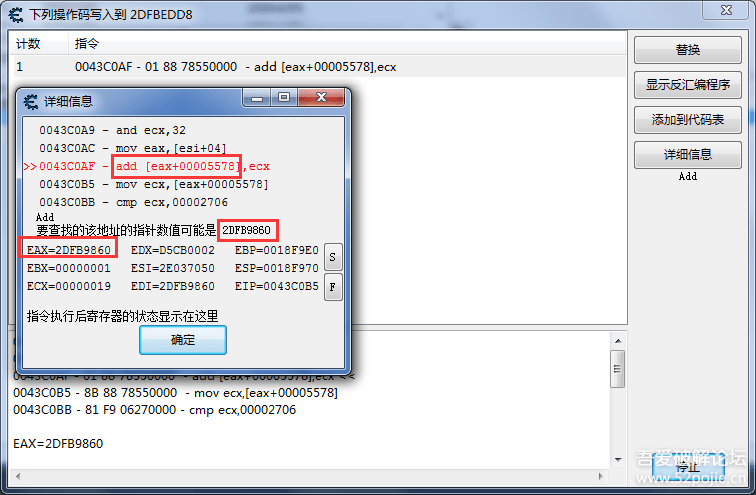 下列操作码写入到 2DFBEDD8
计数 指令
1 0043C0AF - 01 88 78550000 - add [eax+00005578],ecx
替换
显示反汇编程序
添加到代码表
详细信息
Add
详细信息
0043C0A9 - and ecx,32
0043C0AC - mov eax,[esi+04]
>>0043C0AF - add [eax+00005578],ecx
0043C0B5 - mov ecx,[eax+00005578]
0043C0BB - cmp ecx,00002706
Add
要查找的该地址的指针数值可能是 2DFB9860
EAX=2DFB9860 EDX=D5CB0002 EBP=0018F9E0
S
EBX=00000001 ESI=2E037050 ESP=0018F970
ECX=00000019 EDI=2DFB9860 EIP=0043C0B5
F
指令执行后寄存器的状态显示在这里
确定
0043C0AF - 01 88 78550000 - add [eax+00005578],ecx <<
0043C0B5 - 8B 88 78550000 - mov ecx,[eax+00005578]
0043C0BB - 81 F9 06270000 - cmp ecx,00002706
EAX=2DFB9860
停止
吾爱破解论坛
www.52pojie.cn